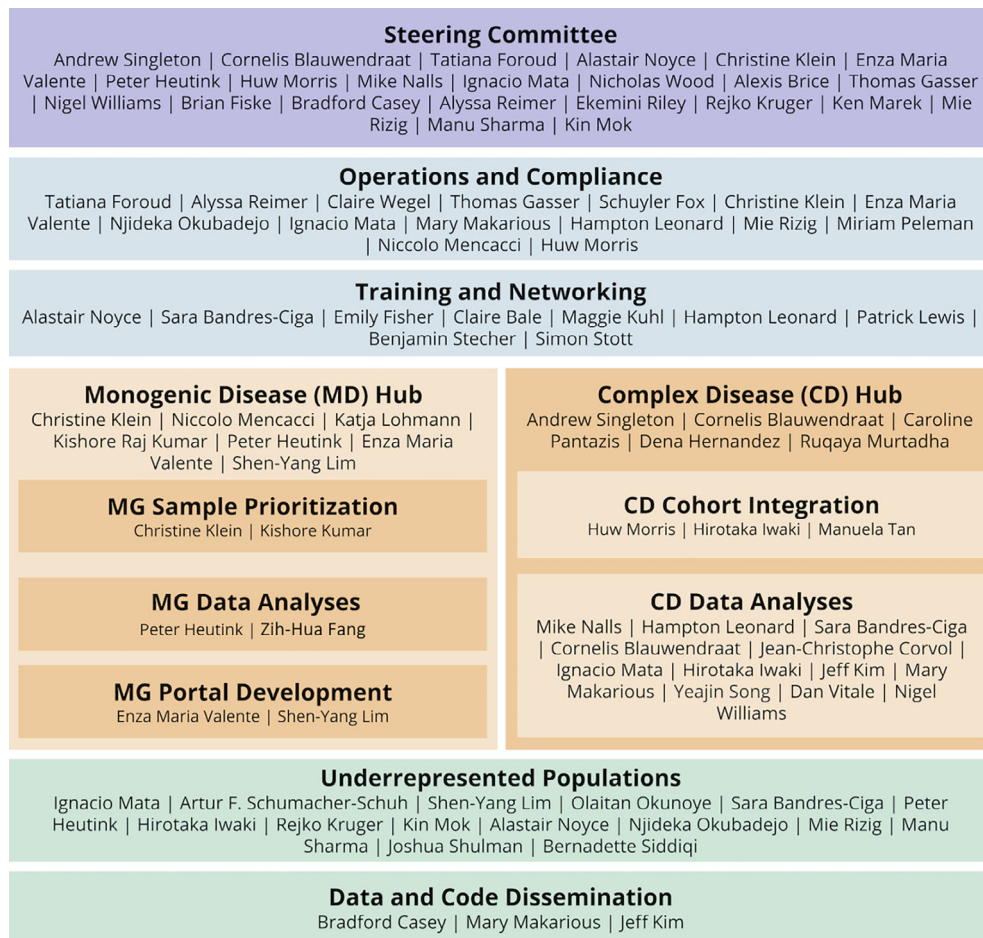 Steering Committee
Andrew Singleton | Cornelis Blauwendraat | Tatiana Foroud | Alastair Noyce | Christine Klein | Enza Maria
Valente | Peter Heutink | Huw Morris | Mike Nalls | Ignacio Mata | Nicholas Wood | Alexis Brice | Thomas Gasser
| Nigel Williams | Brian Fiske | Bradford Casey | Alyssa Reimer | Ekemini Riley | Rejko Kruger | Ken Marek | Mie
Rizig | Manu Sharma | Kin Mok
Operations and Compliance
Tatiana Foroud | Alyssa Reimer | Claire Wegel | Thomas Gasser | Schuyler Fox | Christine Klein | Enza Maria
Valente | Njideka Okubadejo | Ignacio Mata | Mary Makarious | Hampton Leonard | Mie Rizig | Miriam Peleman
| Niccolo Mencacci | Huw Morris
Training and Networking
Alastair Noyce | Sara Bandres-Ciga | Emily Fisher | Claire Bale | Maggie Kuhl | Hampton Leonard | Patrick Lewis |
Benjamin Stecher | Simon Stott
Monogenic Disease (MD) Hub
Christine Klein | Niccolo Mencacci | Katja Lohmann |
Kishore Raj Kumar | Peter Heutink | Enza Maria
Valente | Shen-Yang Lim
MG Sample Prioritization
Christine Klein | Kishore Kumar
MG Data Analyses
Peter Heutink | Zih-Hua Fang
MG Portal Development
Enza Maria Valente | Shen-Yang Lim
Complex Disease (CD) Hub
Andrew Singleton | Cornelis Blauwendraat | Caroline
Pantazis | Dena Hernandez | Ruqaya Murtadha
CD Cohort Integration
Huw Morris | Hirotaka Iwaki | Manuela Tan
CD Data Analyses
Mike Nalls | Hampton Leonard | Sara Bandres-Ciga
| Cornelis Blauwendraat | Jean-Christophe Corvol |
Ignacio Mata | Hirotaka Iwaki | Jeff Kim | Mary
Makarious | Yeajin Song | Dan Vitale | Nigel
Williams
Underrepresented Populations
Ignacio Mata | Artur F. Schumacher-Schuh | Shen-Yang Lim | Olaitan Okunoye | Sara Bandres-Ciga | Peter
Heutink | Hirotaka Iwaki | Rejko Kruger | Kin Mok | Alastair Noyce | Njideka Okubadejo | Mie Rizig | Manu
Sharma | Joshua Shulman | Bernadette Siddiqi
Data and Code Dissemination
Bradford Casey | Mary Makarious | Jeff Kim